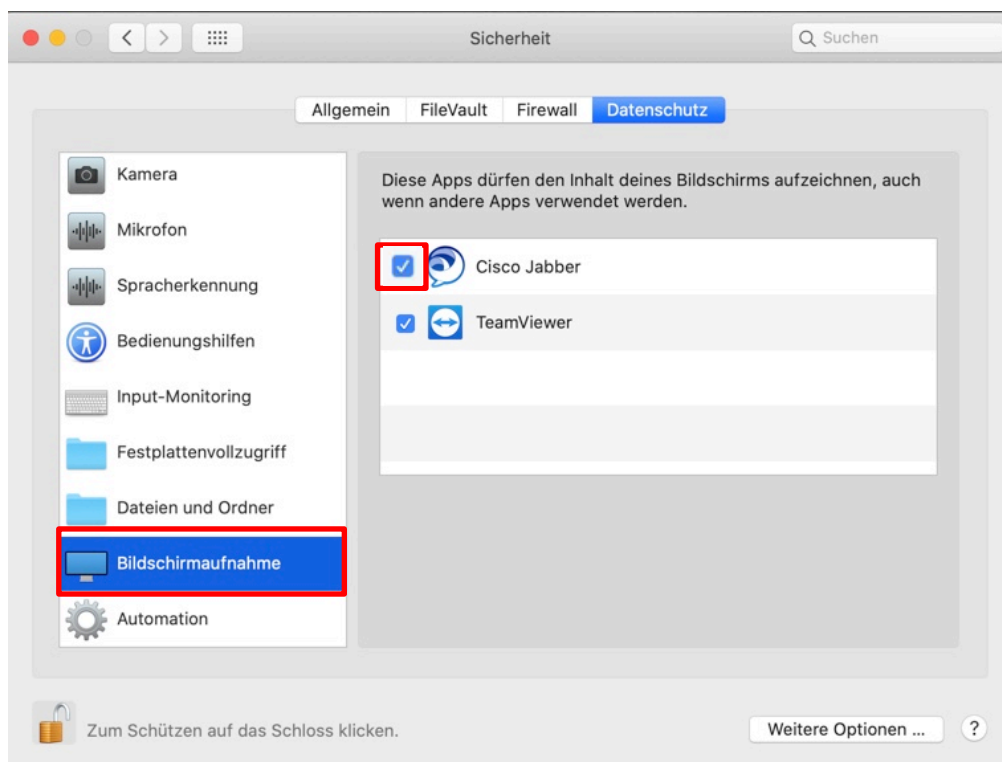 Sicherheit
Suchen
Allgemein FileVault Firewall Datenschutz
Kamera
Mikrofon
Spracherkennung
Bedienungshilfen
Input-Monitoring
Festplattenvollzugriff
Dateien und Ordner
Bildschirmaufnahme
Automation
Diese Apps dürfen den Inhalt deines Bildschirms aufzeichnen, auch
wenn andere Apps verwendet werden.
Cisco Jabber
TeamViewer
Zum Schützen auf das Schloss klicken.
Weitere Optionen ...
?